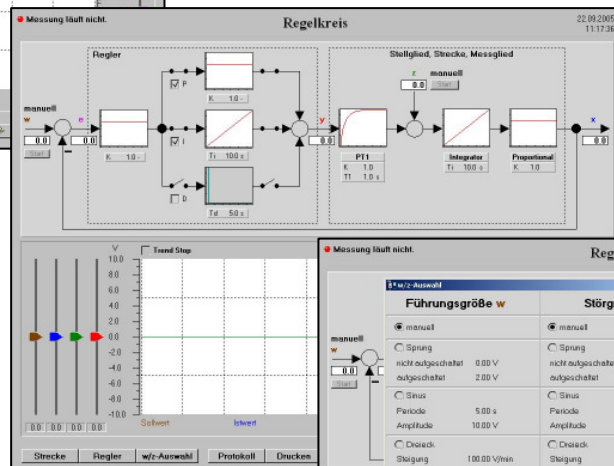 Messung läuft nicht.
Regelkreis
22.09.2005
11:17:36
Regler
Stellglied, Strecke, Messglied
manuell
w
0.0
Start
e
0.0
K 1.0 -
P
K 1.0 -
I
Ti 10.0 s
D
Td 5.0 s
y
0.0
PT1
K 1.0
T1 1.0 s
z
manuell
0.0
Start
Integrator
Ti 10.0 s
Proportional
K 1.0
x
0.0
V
Trend Stop
10.0
8.0
6.0
4.0
2.0
0.0
-2.0
-4.0
-6.0
-8.0
-10.0
0.0 0.0 0.0 0.0
Sollwert
Istwert
Strecke
Regler
w/z-Auswahl
Protokoll
Drucken
Messung läuft nicht.
Reg
w/z-Auswahl
Führungsgröße w
Störg
manuell
manuell
Sprung
Sprung
nicht aufgeschaltet 0.00 V
nicht aufgeschalte
aufgeschaltet 2.00 V
aufgeschaltet
Sinus
Sinus
Periode 5.00 s
Periode
Amplitude 10.00 V
Amplitude
Dreieck
Dreieck
Steigung 100.00 V/min
Steigung
manuell
w
0.0
Start